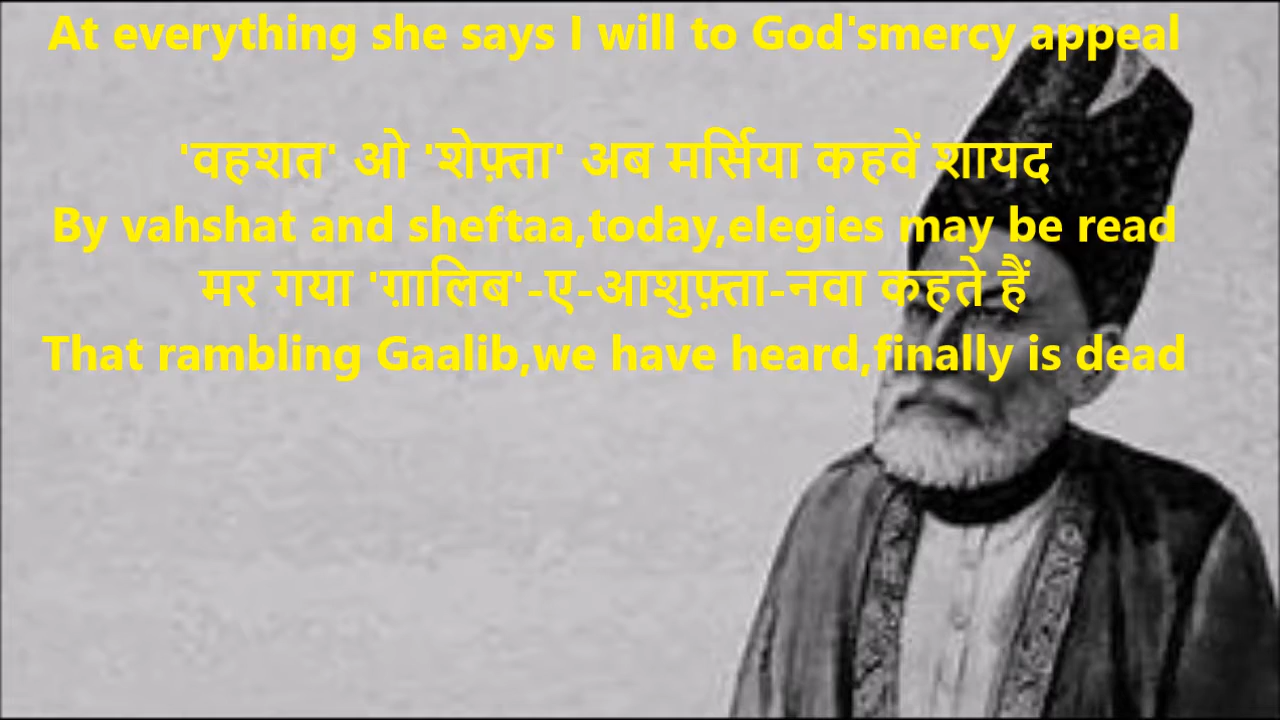 At everything she says I will to God'smercy appeal
'वहशत' ओ 'शेफ़्ता' अब मर्सिया कहवें शायद
By vahshat and sheftaa,today,elegies may be read
मर गया 'ग़ालिब'-ए-आशुफ़्ता-नवा कहते हैं
That rambling Gaalib,we have heard,finally is dead